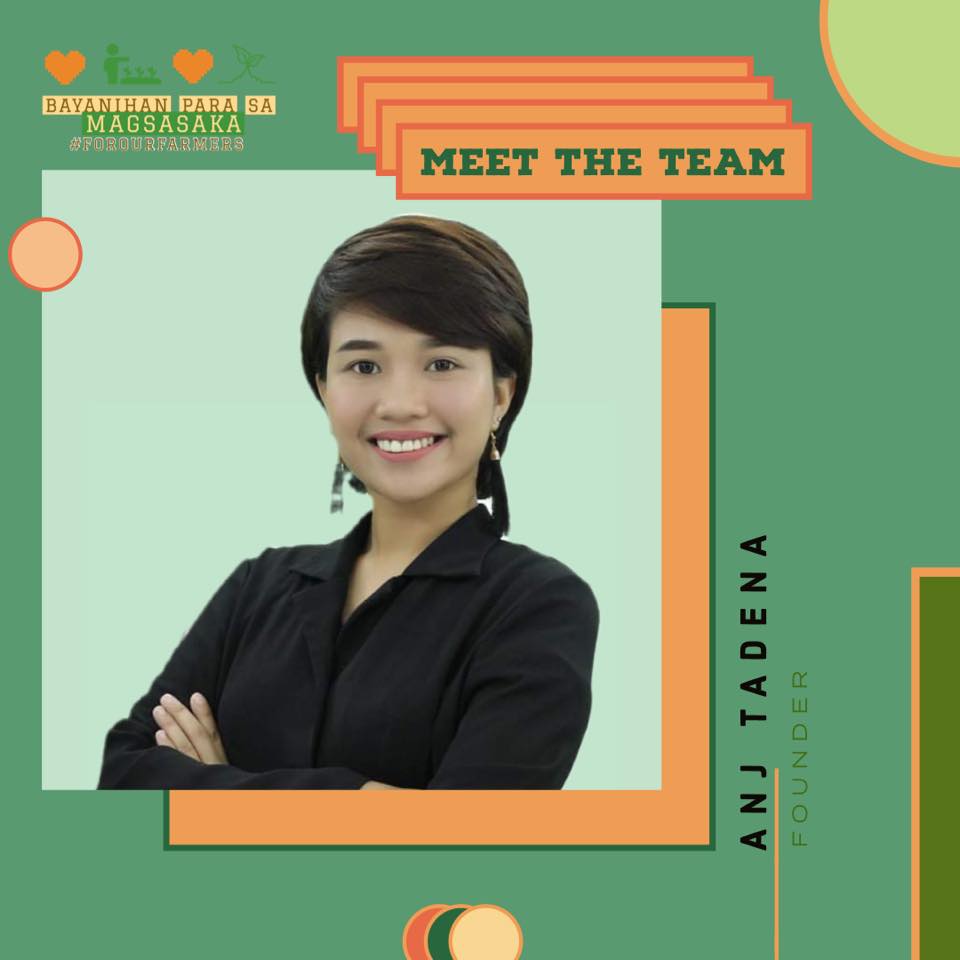 BAYANIHAN PARA SA
MAGSASAKA
#FOROURFARMERS
MEET THE TEAM
ANJ TADENA
FOUNDER